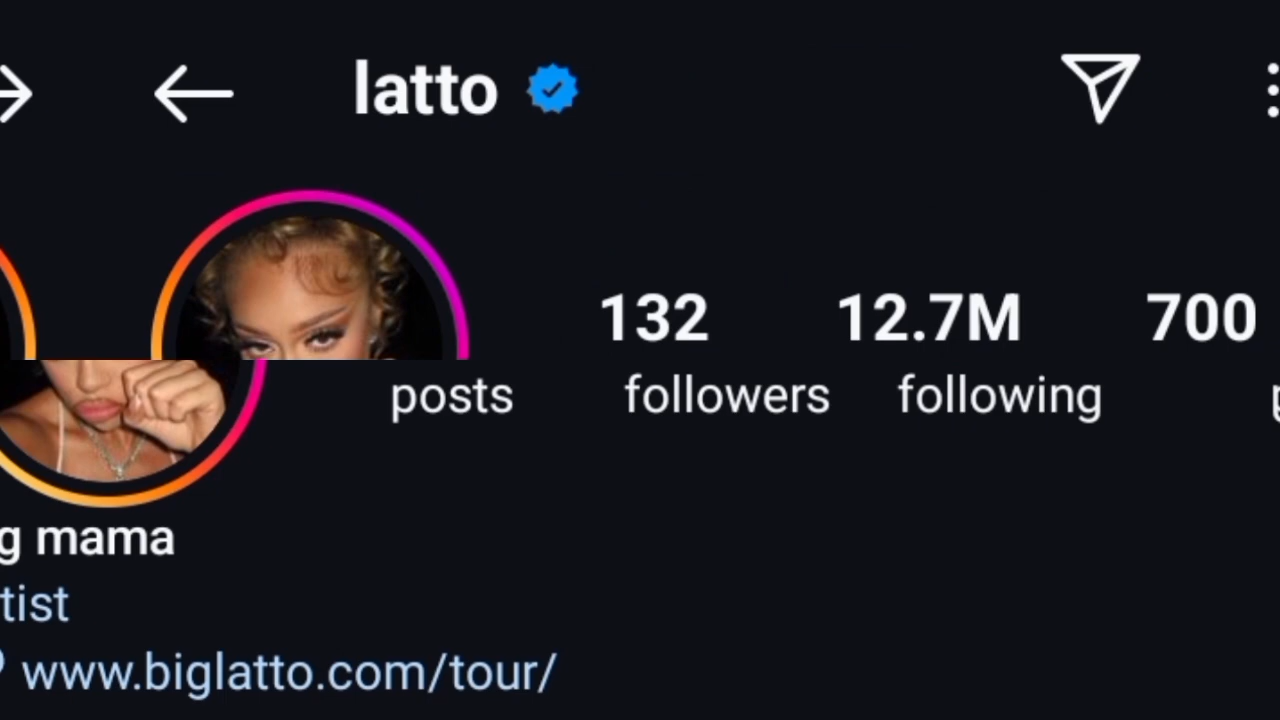 latto
132 12.7M 700
posts followers following
g mama
tist
www.biglatto.com/tour/